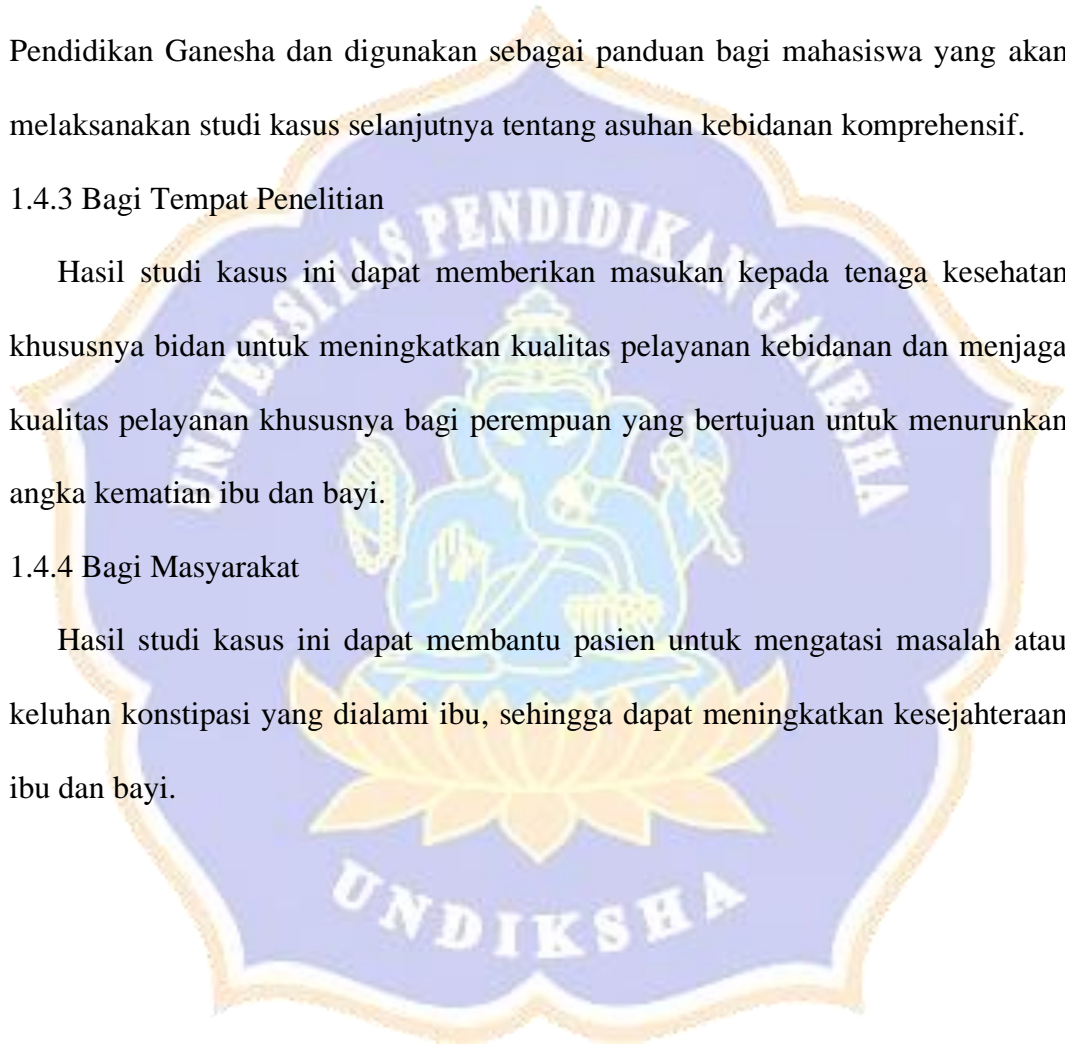 Pendidikan Ganesha dan digunakan sebagai panduan bagi mahasiswa yang akan
melaksanakan studi kasus selanjutnya tentang asuhan kebidanan komprehensif.
1.4.3 Bagi Tempat Penelitian
Hasil studi kasus ini dapat memberikan masukan kepada tenaga kesehatan
khususnya bidan untuk meningkatkan kualitas pelayanan kebidanan dan menjaga
kualitas pelayanan khususnya bagi perempuan yang bertujuan untuk menurunkan
angka kematian ibu dan bayi.
1.4.4 Bagi Masyarakat
Hasil studi kasus ini dapat membantu pasien untuk mengatasi masalah atau
keluhan konstipasi yang dialami ibu, sehingga dapat meningkatkan kesejahteraan
ibu dan bayi.
UNIVERSITAS PENDIDIKAN GANESHA
UNDIKSHA